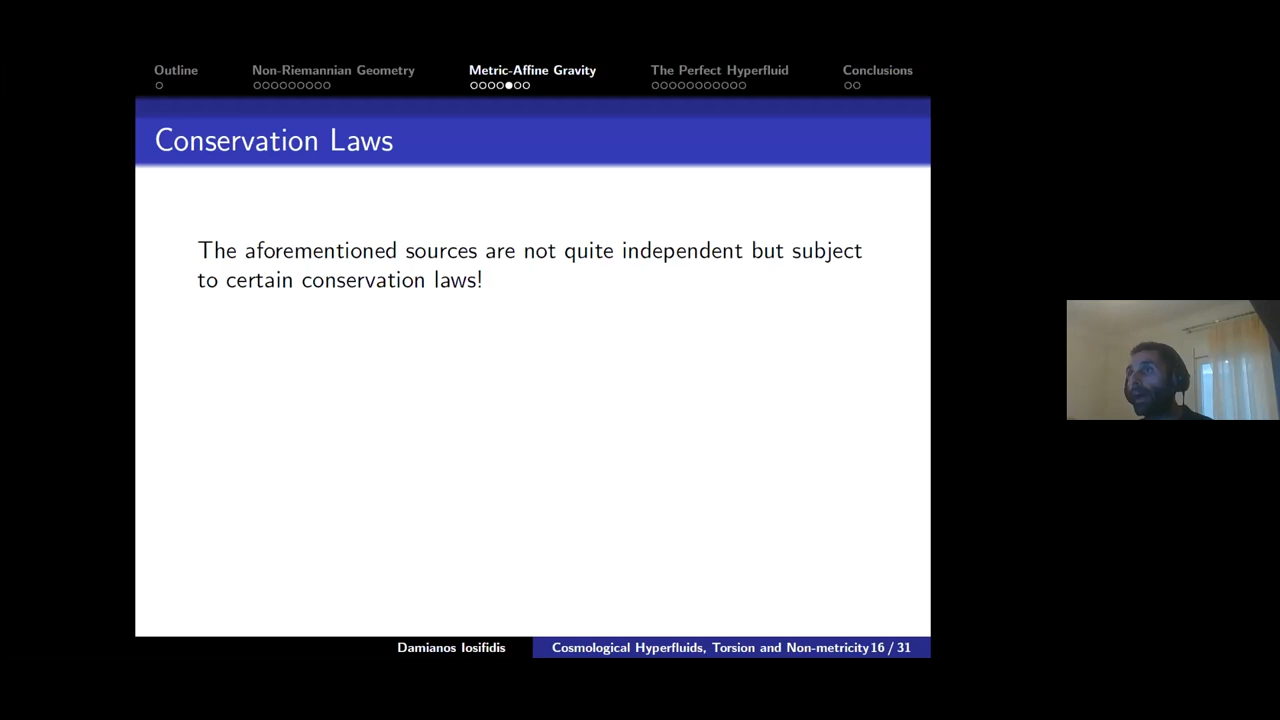 Outline Non-Riemannian Geometry Metric-Affine Gravity The Perfect Hyperfluid Conclusions
Conservation Laws
The aforementioned sources are not quite independent but subject
to certain conservation laws!
Damianos Iosifidis Cosmological Hyperfluids, Torsion and Non-metricity 16 / 31